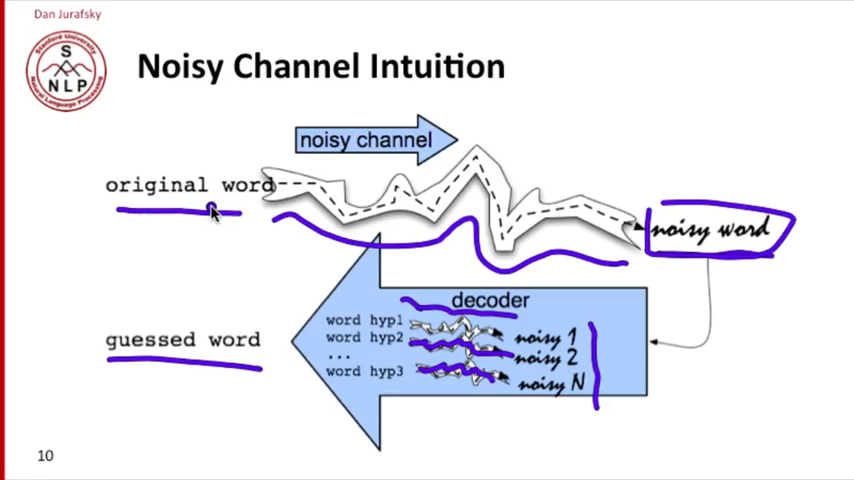 Dan Jurafsky
Stanford University
S
NLP
Natural Language Processing
Noisy Channel Intuition
noisy channel
original word
noisy word
decoder
word hyp1
noisy 1
word hyp2
noisy 2
...
word hyp3
noisy N
guessed word
10